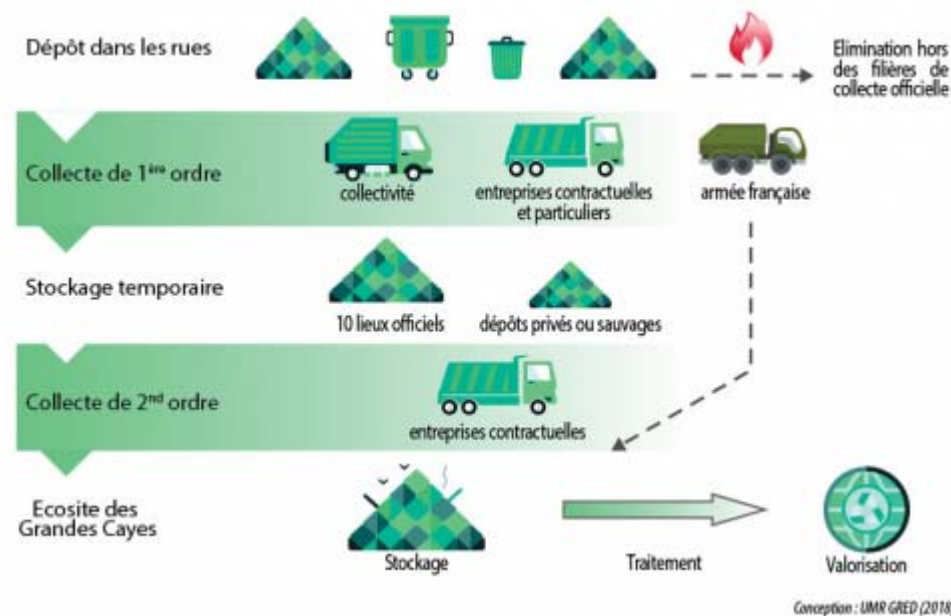 Dépôt dans les rues
Elimination hors
des filières de
collecte officielle
Collecte de 1ère ordre
collectivité
entreprises contractuelles
et particuliers
armée française
Stockage temporaire
10 lieux officiels
dépôts privés ou sauvages
Collecte de 2nd ordre
entreprises contractuelles
Ecosite des
Grandes Cayes
Stockage
Traitement
Valorisation
Conception : UMR GRED (2018)